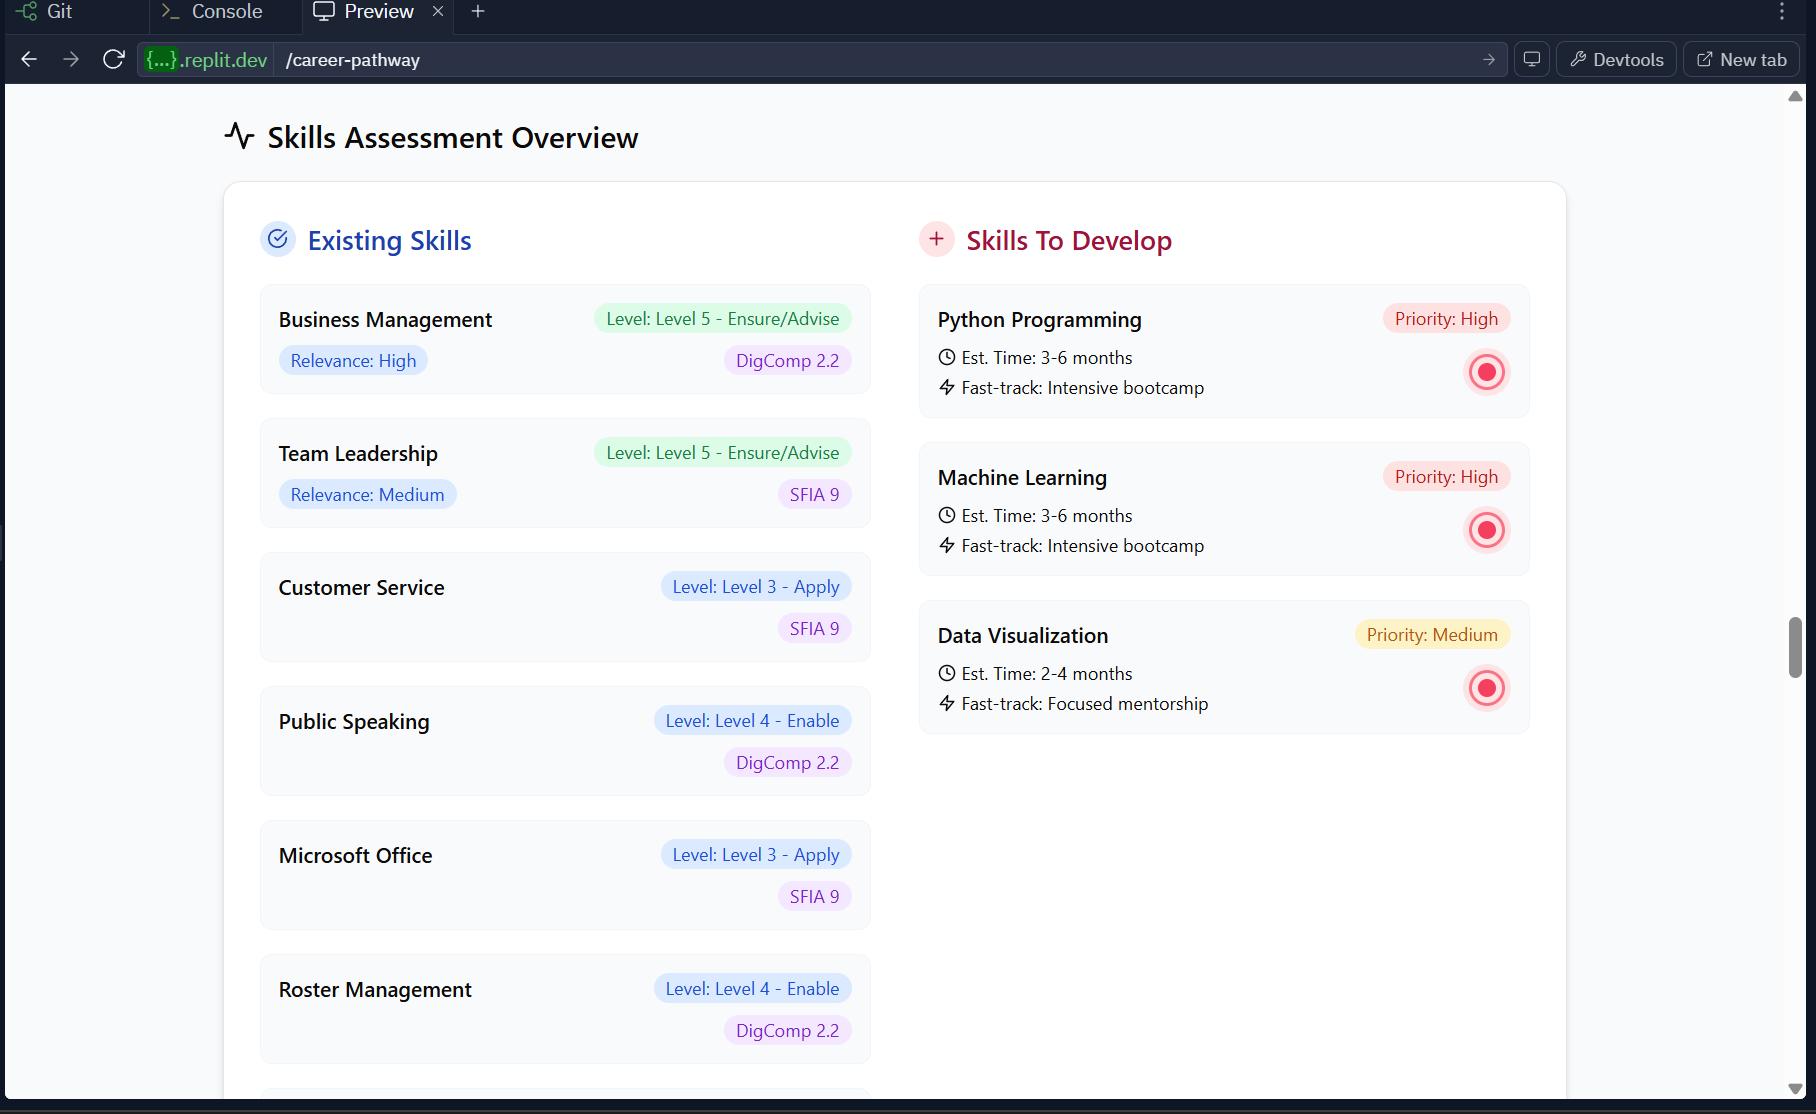 Git
Console
Preview
{...}.replit.dev
/career-pathway
Devtools
New tab
Skills Assessment Overview
Existing Skills
Business Management
Level: Level 5 - Ensure/Advise
Relevance: High
DigComp 2.2
Team Leadership
Level: Level 5 - Ensure/Advise
Relevance: Medium
SFIA 9
Customer Service
Level: Level 3 - Apply
SFIA 9
Public Speaking
Level: Level 4 - Enable
DigComp 2.2
Microsoft Office
Level: Level 3 - Apply
SFIA 9
Roster Management
Level: Level 4 - Enable
DigComp 2.2
Skills To Develop
Python Programming
Priority: High
Est. Time: 3-6 months
Fast-track: Intensive bootcamp
Machine Learning
Priority: High
Est. Time: 3-6 months
Fast-track: Intensive bootcamp
Data Visualization
Priority: Medium
Est. Time: 2-4 months
Fast-track: Focused mentorship